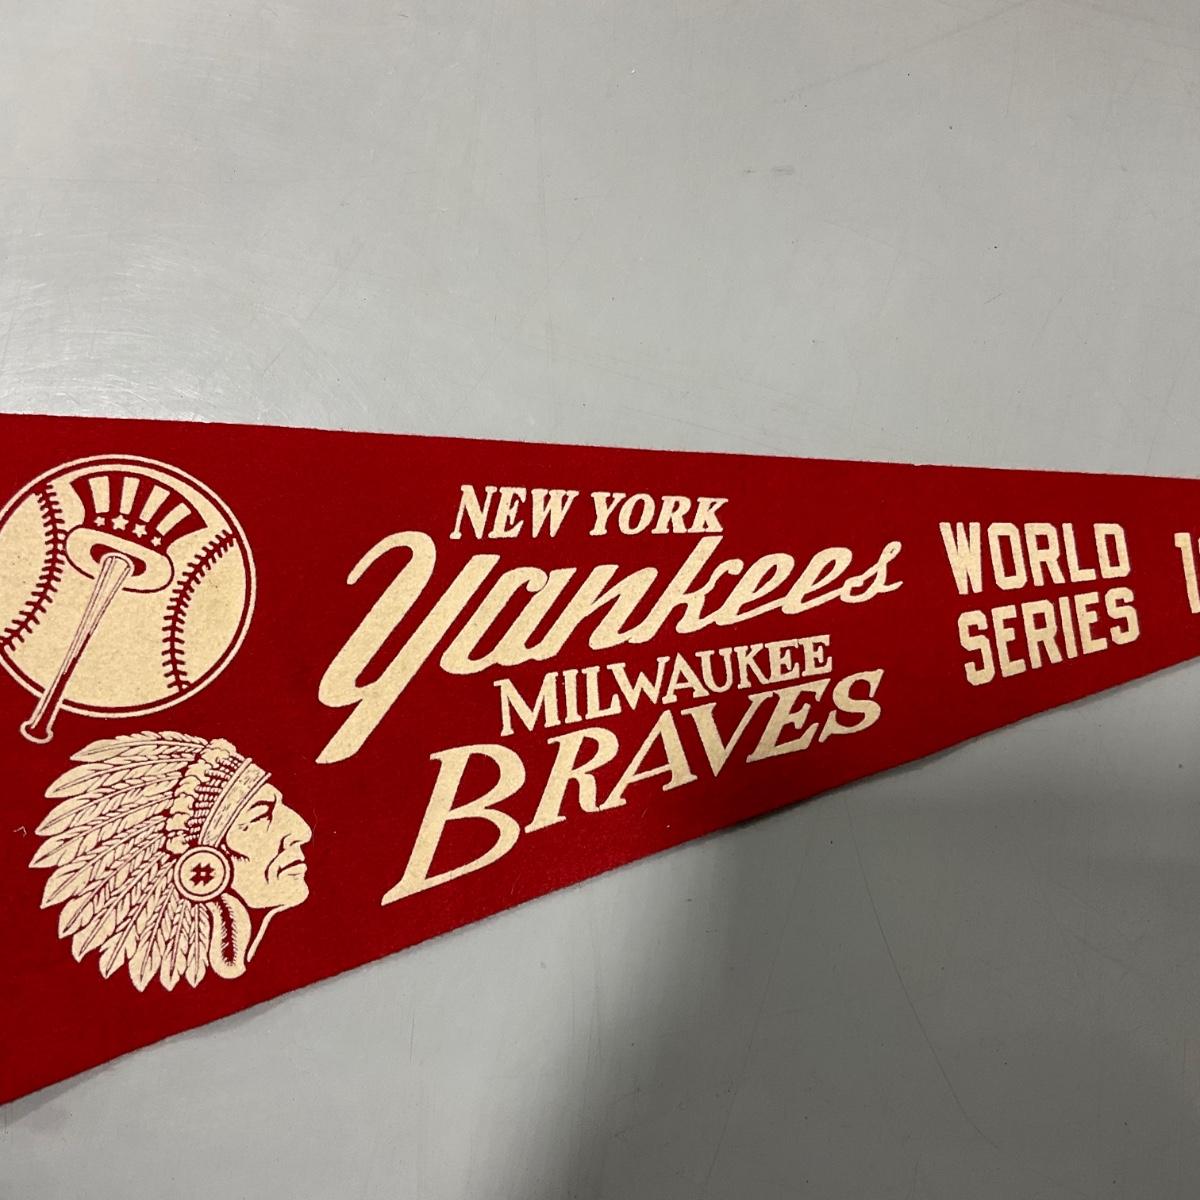 NEW YORK
Yankees
MILWAUKEE
BRAVES
WORLD
SERIES